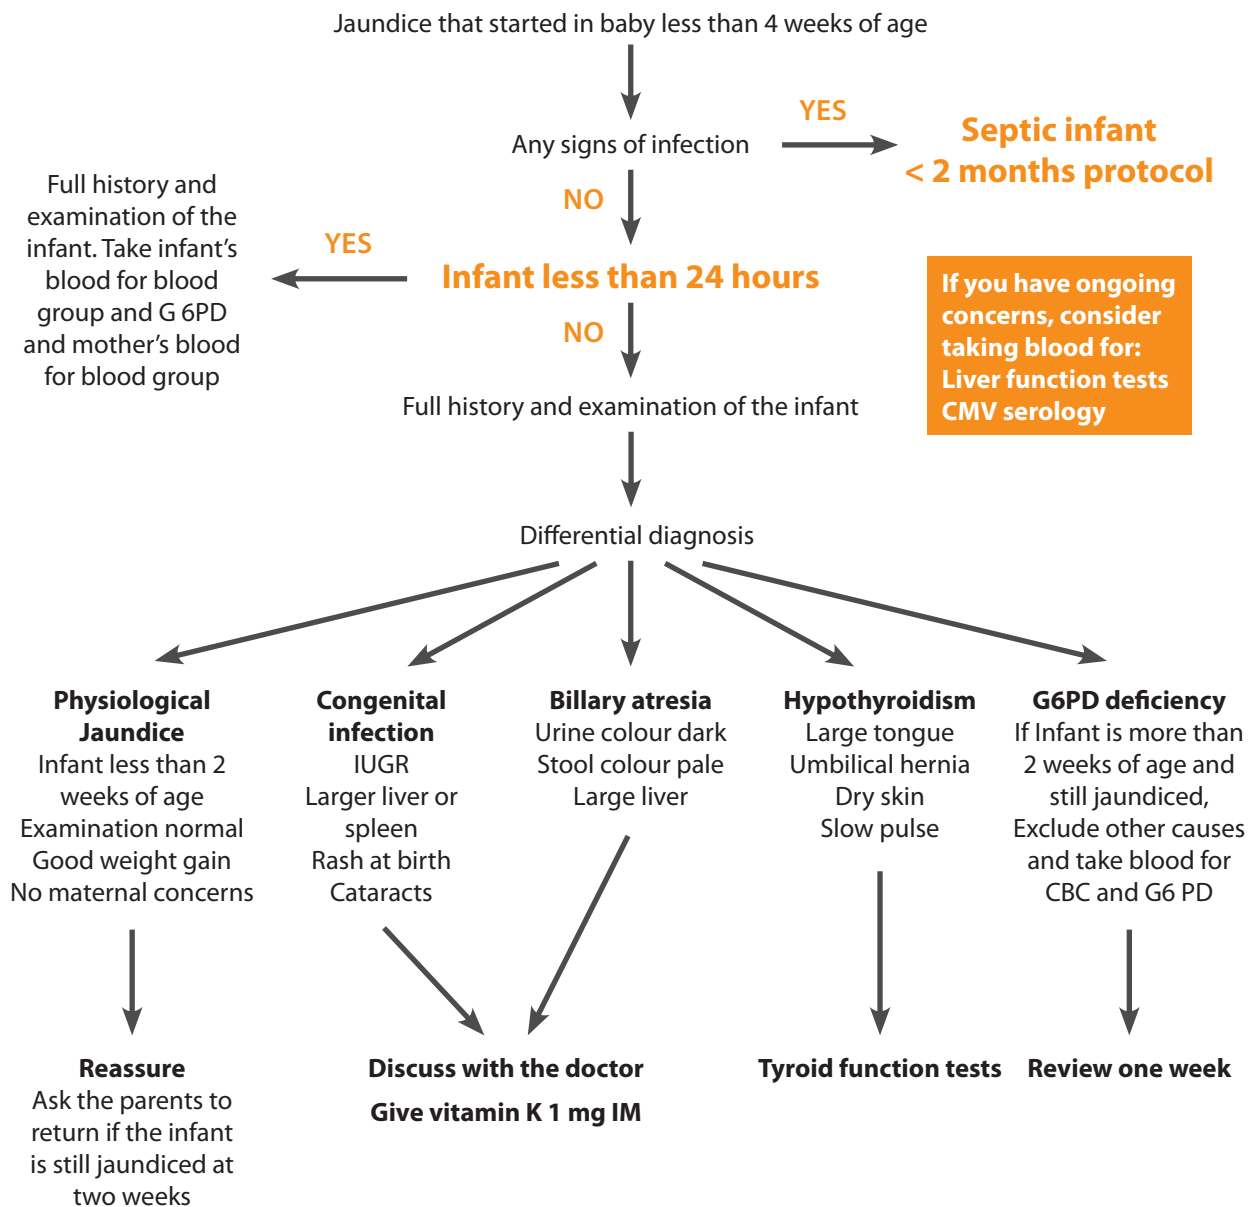 Jaundice that started in baby less than 4 weeks of age
Any signs of infection
YES
Septic infant
< 2 months protocol
NO
Full history and
examination of the
infant. Take infant's
blood for blood
group and G 6PD
and mother's blood
for blood group
YES
Infant less than 24 hours
NO
If you have ongoing
concerns, consider
taking blood for:
Liver function tests
CMV serology
Full history and examination of the infant
Differential diagnosis
Physiological
Jaundice
Infant less than 2
weeks of age
Examination normal
Good weight gain
No maternal concerns
Congenital
infection
IUGR
Larger liver or
spleen
Rash at birth
Cataracts
Billary atresia
Urine colour dark
Stool colour pale
Large liver
Hypothyroidism
Large tongue
Umbilical hernia
Dry skin
Slow pulse
G6PD deficiency
If Infant is more than
2 weeks of age and
still jaundiced,
Exclude other causes
and take blood for
CBC and G6 PD
Reassure
Ask the parents to
return if the infant
is still jaundiced at
two weeks
Discuss with the doctor
Give vitamin K 1 mg IM
Tyroid function tests
Review one week